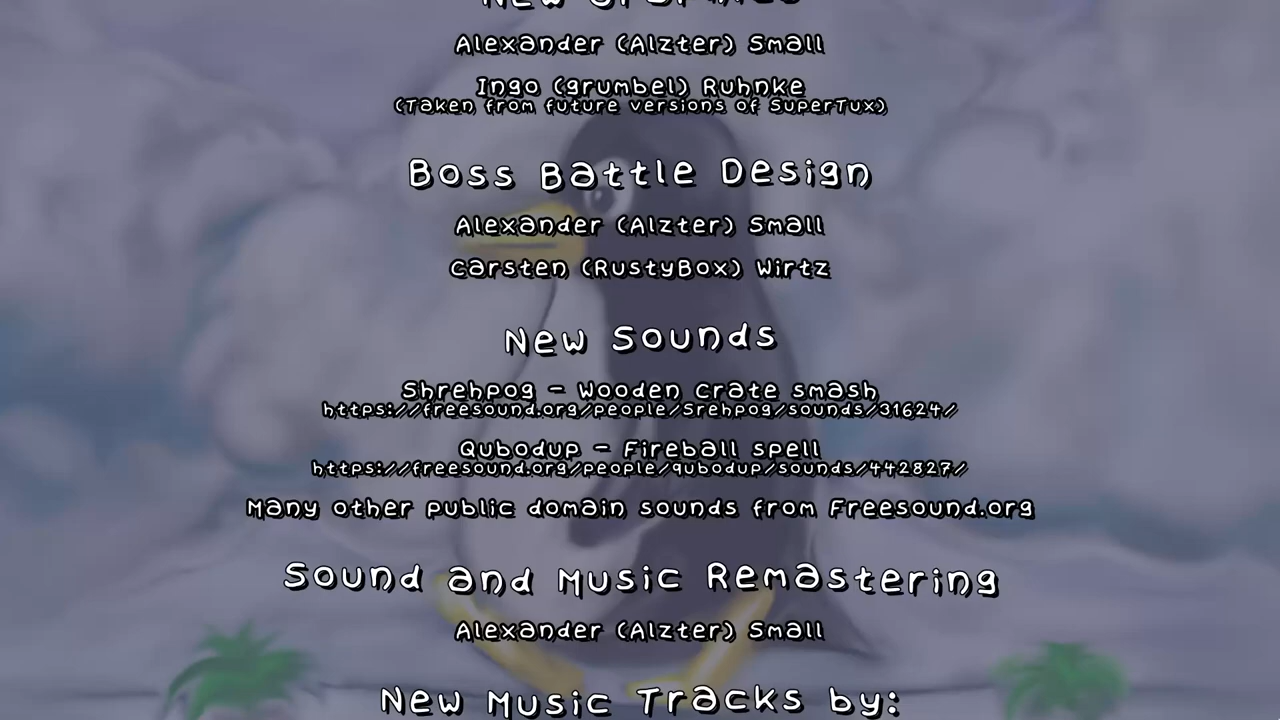 New Graphics
Alexander (Alzter) Small
Ingo (grumbel) Ruhnke
(Taken from future versions of SuperTux)
Boss Battle Design
Alexander (Alzter) Small
Carsten (RustyBox) Wirtz
New Sounds
Shrehpog - Wooden crate smash
https://freesound.org/people/Srehpog/sounds/31624/
Qubodup - Fireball spell
https://freesound.org/people/qubodup/sounds/442827/
Many other public domain sounds from Freesound.org
Sound and Music Remastering
Alexander (Alzter) Small
New Music Tracks by: